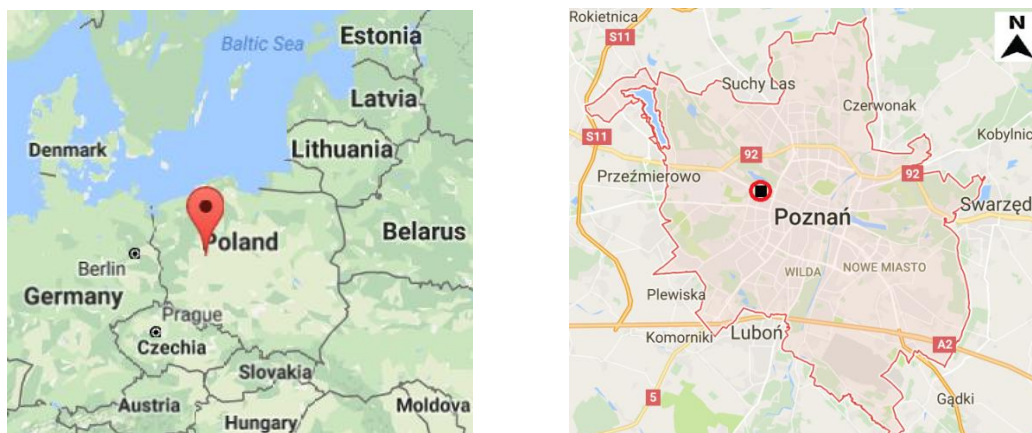 Baltic Sea
Estonia
Latvia
Lithuania
Denmark
Belarus
Poland
Berlin
Germany
Prague
Czechia
Slovakia
Austria
Hungary
Moldova
Rokietnica
N
S11
Suchy Las
Czerwonak
Kobylnic
S11
92
Przeźmierowo
92
Swarzęd
Poznań
WILDA
NOWE MIASTO
Plewiska
Komorniki
Luboń
A2
5
Gądki